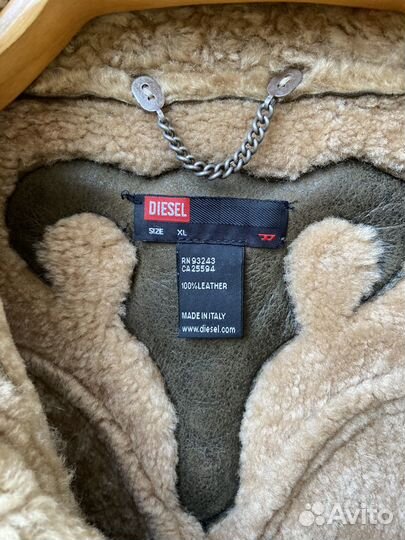 DIESEL
SIZE XL
RN 93243
CA 25594
100% LEATHER
MADE IN ITALY
www.diesel.com
Avito